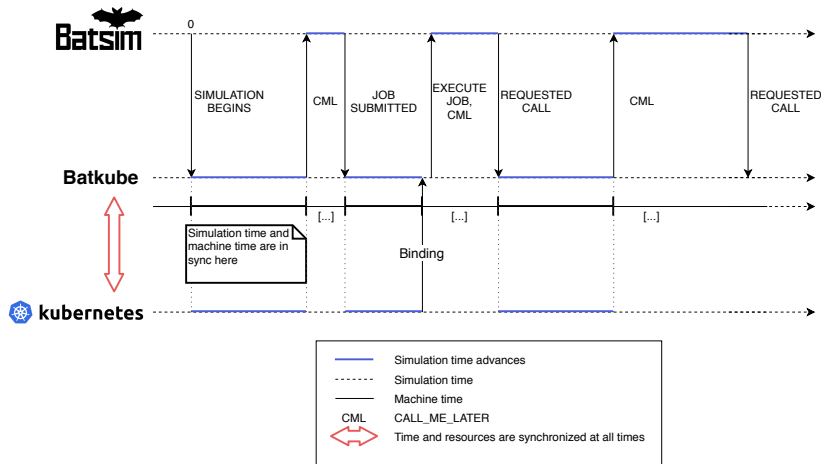 0
Batsim
SIMULATION
BEGINS
CML
JOB
SUBMITTED
EXECUTE
JOB,
CML
REQUESTED
CALL
CML
REQUESTED
CALL
Batkube
[...]
[...]
[...]
Simulation time and
machine time are in
sync here
Binding
kubernetes
Simulation time advances
Simulation time
Machine time
CML CALL_ME_LATER
Time and resources are synchronized at all times